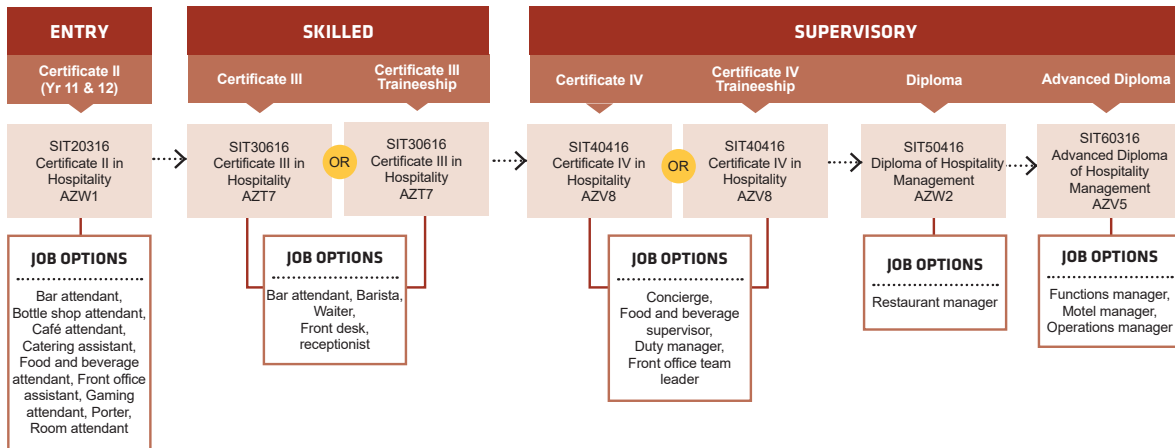 ENTRY
SKILLED
SUPERVISORY
Certificate II
(Yr 11 & 12)
Certificate III
Certificate III
Traineeship
Certificate IV
Certificate IV
Traineeship
Diploma
Advanced Diploma
SIT20316
Certificate II in
Hospitality
AZW1
SIT30616
Certificate III in
Hospitality
AZT7
OR
SIT30616
Certificate III in
Hospitality
AZT7
SIT40416
Certificate IV in
Hospitality
AZV8
OR
SIT40416
Certificate IV in
Hospitality
AZV8
SIT50416
Diploma of Hospitality
Management
AZW2
SIT60316
Advanced Diploma
of Hospitality
Management
AZV5
JOB OPTIONS
Bar attendant,
Bottle shop attendant,
Café attendant,
Catering assistant,
Food and beverage
attendant, Front office
assistant, Gaming
attendant, Porter,
Room attendant
JOB OPTIONS
Bar attendant, Barista,
Waiter,
Front desk,
receptionist
JOB OPTIONS
Concierge,
Food and beverage
supervisor,
Duty manager,
Front office team
leader
JOB OPTIONS
Restaurant manager
JOB OPTIONS
Functions manager,
Motel manager,
Operations manager